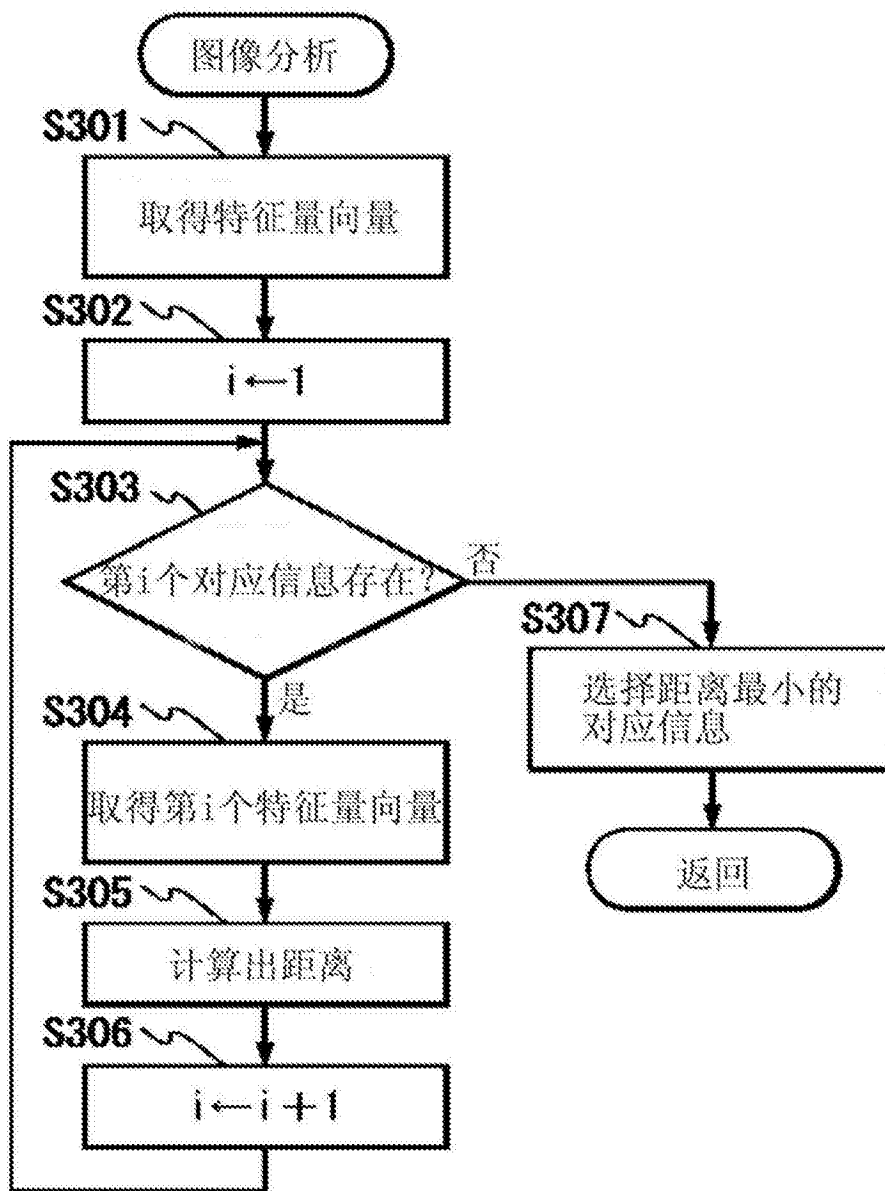 图像分析
S301
取得特征量向量
S302
i←1
S303
第i个对应信息存在?
否
是
S304
取得第i个特征量向量
S305
计算出距离
S306
i←i+1
S307
选择距离最小的
对应信息
返回